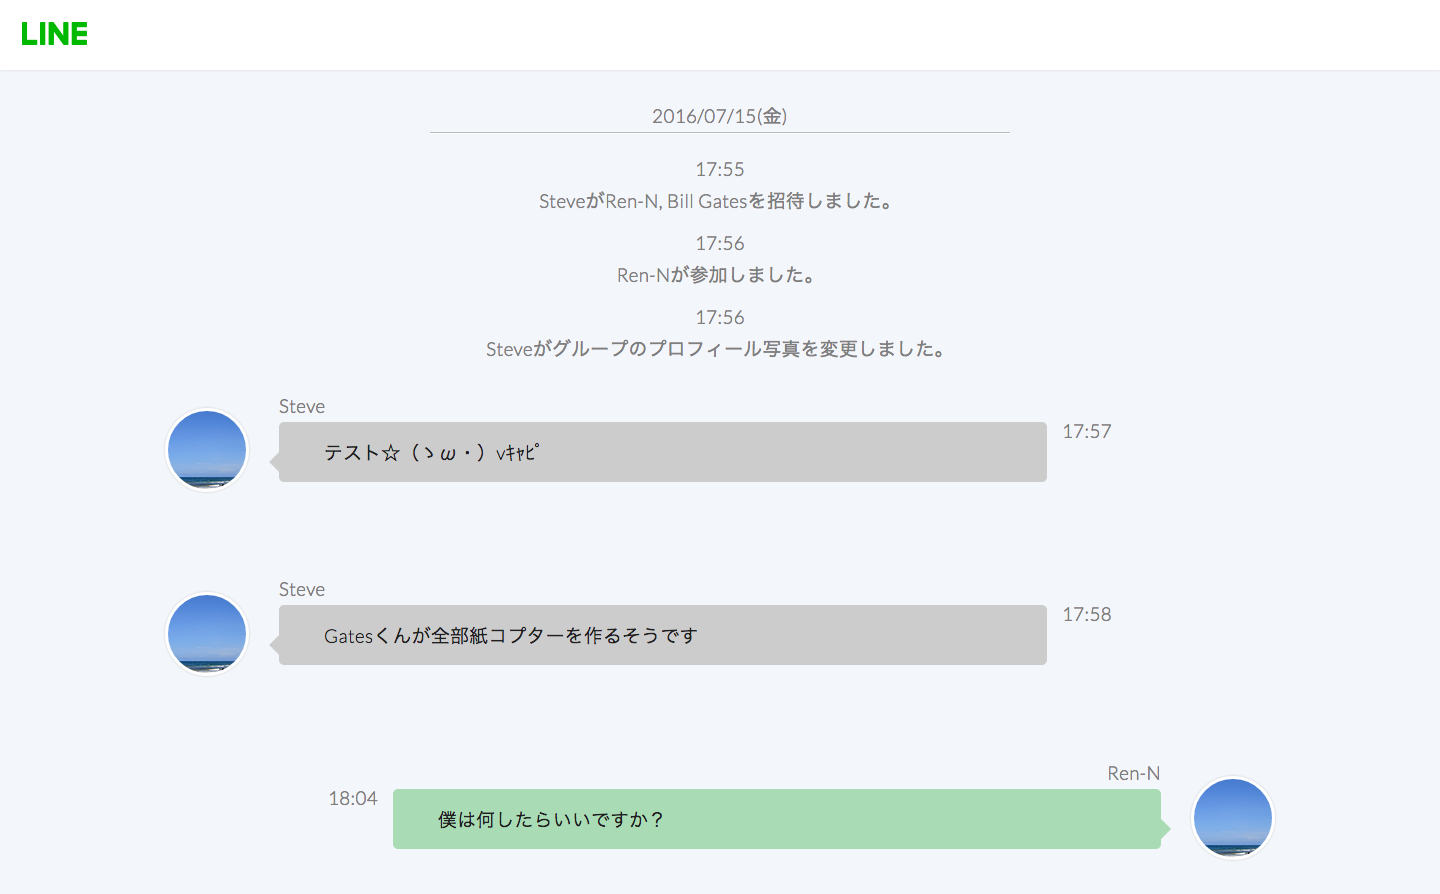 LINE
2016/07/15(金)
17:55
SteveがRen-N, Bill Gatesを招待しました。
17:56
Ren-Nが参加しました。
17:56
Steveがグループのプロフィール写真を変更しました。
Steve
テスト☆（ゝω・）vｷｬﾋﾟ
17:57
Steve
Gatesくんが全部紙コプターを作るそうです
17:58
Ren-N
18:04
僕は何したらいいですか？